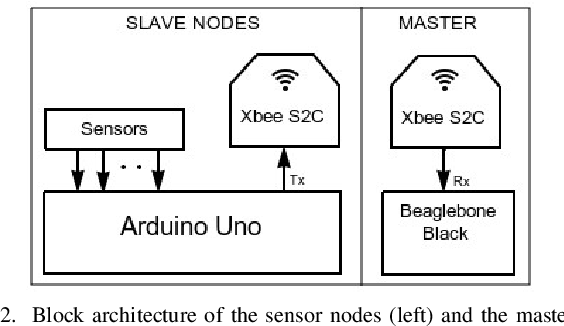 SLAVE NODES
Xbee S2C
Sensors
. .
Tx
Arduino Uno
MASTER
Xbee S2C
Rx
Beaglebone
Black
2. Block architecture of the sensor nodes (left) and the maste